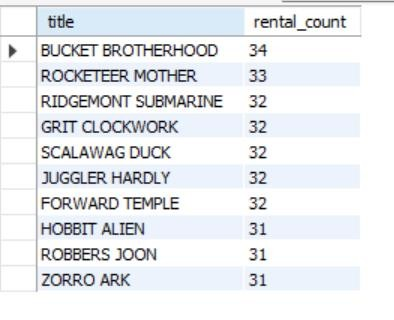 title rental_count
BUCKET BROTHERHOOD 34
ROCKETEER MOTHER 33
RIDGEMONT SUBMARINE 32
GRIT CLOCKWORK 32
SCALAWAG DUCK 32
JUGGLER HARDLY 32
FORWARD TEMPLE 32
HOBBIT ALIEN 31
ROBBERS JOON 31
ZORRO ARK 31